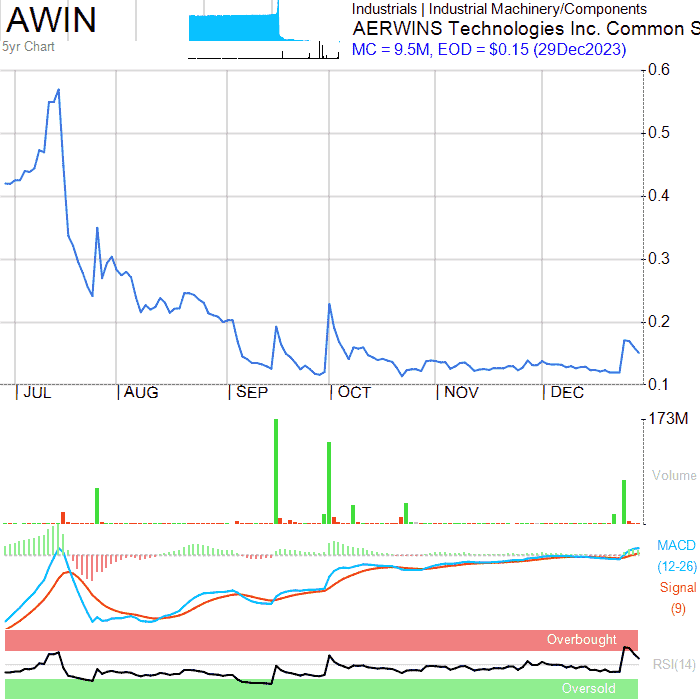 AWIN
5yr Chart
Industrials | Industrial Machinery/Components
AERWINS Technologies Inc. Common S
MC = 9.5M, EOD = $0.15 (29Dec2023)
0.6
0.5
0.4
0.3
0.2
0.1
JUL AUG SEP OCT NOV DEC
173M
Volume
MACD
(12-26)
Signal
(9)
Overbought
RSI(14)
Oversold